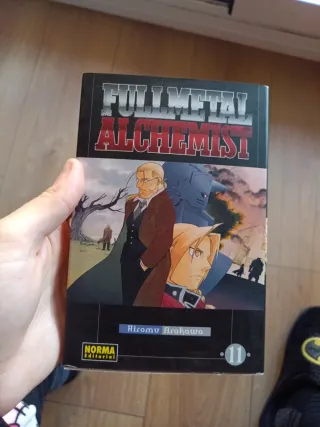 FULLMETAL
ALCHEMIST
Hiromu Arakawa
NORMA
Editorial
11